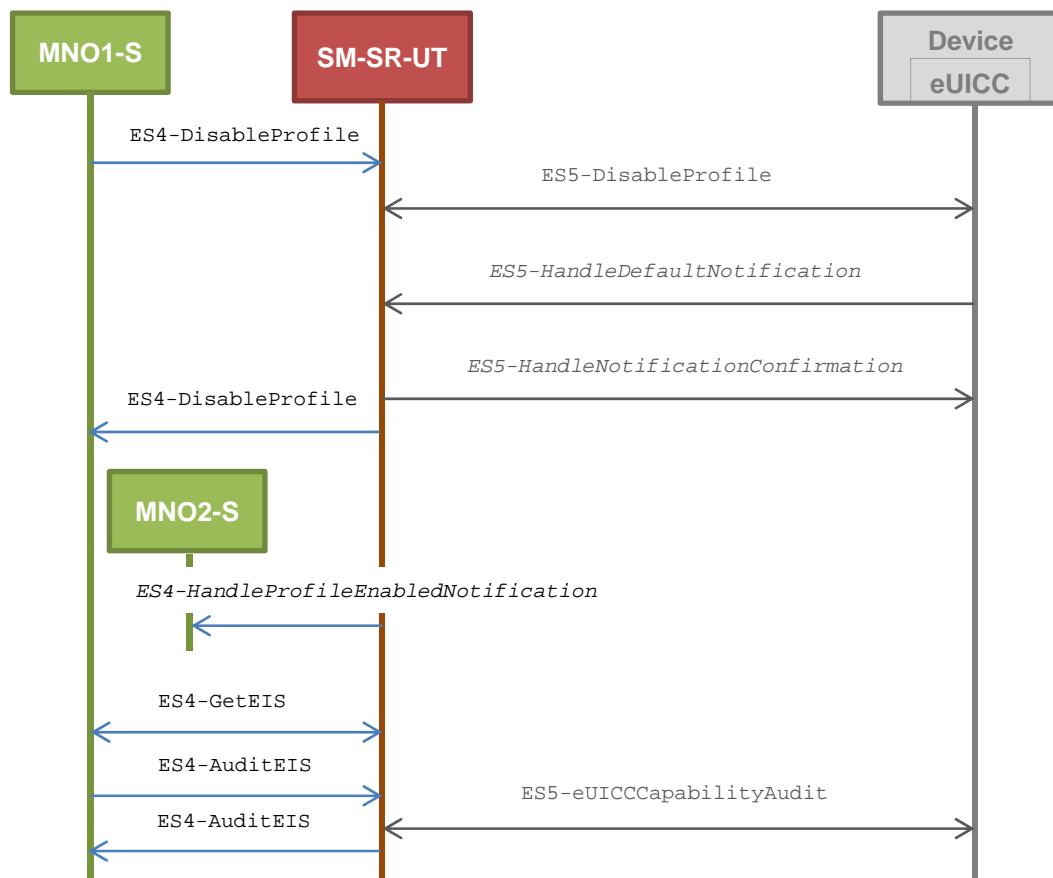 MNO1-S
SM-SR-UT
Device
eUICC
ES4-DisableProfile
ES5-DisableProfile
ES5-HandleDefaultNotification
ES5-HandleNotificationConfirmation
ES4-DisableProfile
MNO2-S
ES4-HandleProfileEnabledNotification
ES4-GetEIS
ES4-AuditEIS
ES5-eUICCCapabilityAudit
ES4-AuditEIS